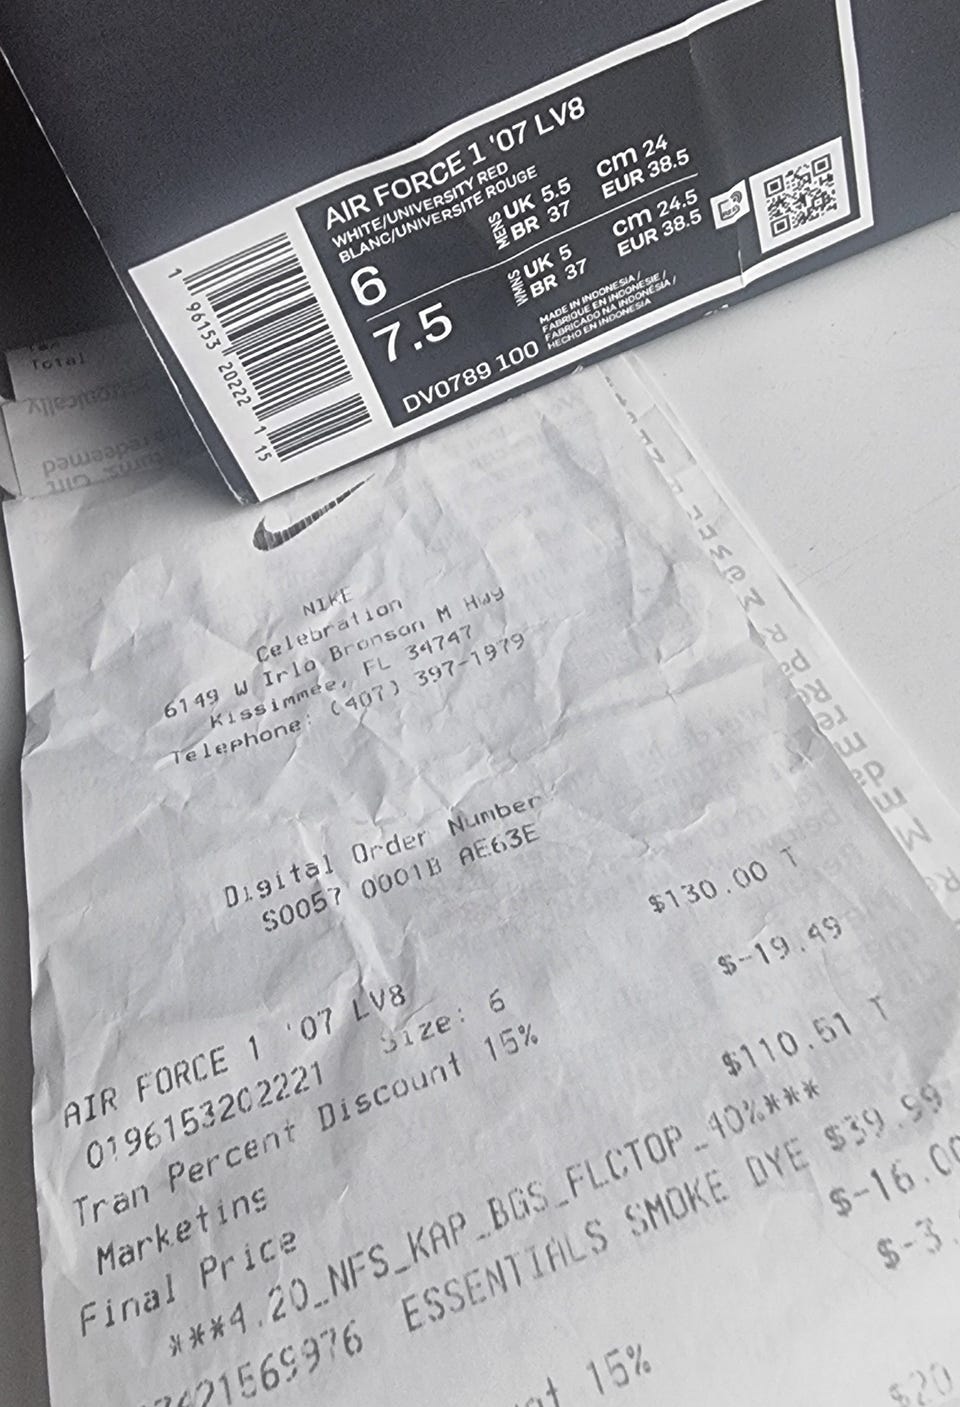 AIR FORCE 1 '07 LV8
WHITE/UNIVERSITY RED
BLANC/UNIVERSITE ROUGE
6
MENS UK 5.5 cm 24
BR 37 EUR 38.5
7.5
WMNS UK 5 cm 24.5
BR 37 EUR 38.5
DV0789 100
MADE IN INDONESIA/
FABRIQUE EN INDONESIE/
FABRICADO NA INDONÉSIA/
HECHO EN INDONESIA
1 96153 20222 1 15
Total
NIKE
Celebration
6149 W Irlo Bronson M Hwy
Kissimmee, FL 34747
Telephone: (407) 397-1979
Digital Order Number
S0057 0001B AE63E
AIR FORCE 1 '07 LV8 $130.00 T
0196153202221 Size: 6
Tran Percent Discount 15% $-19.49
Marketing
Final Price $110.51 T
***4.20_NFS_KAP_BGS_FLCTOP_40%***
ESSENTIALS SMOKE DYE $39.99
$-16.00
15% $-3.
$20